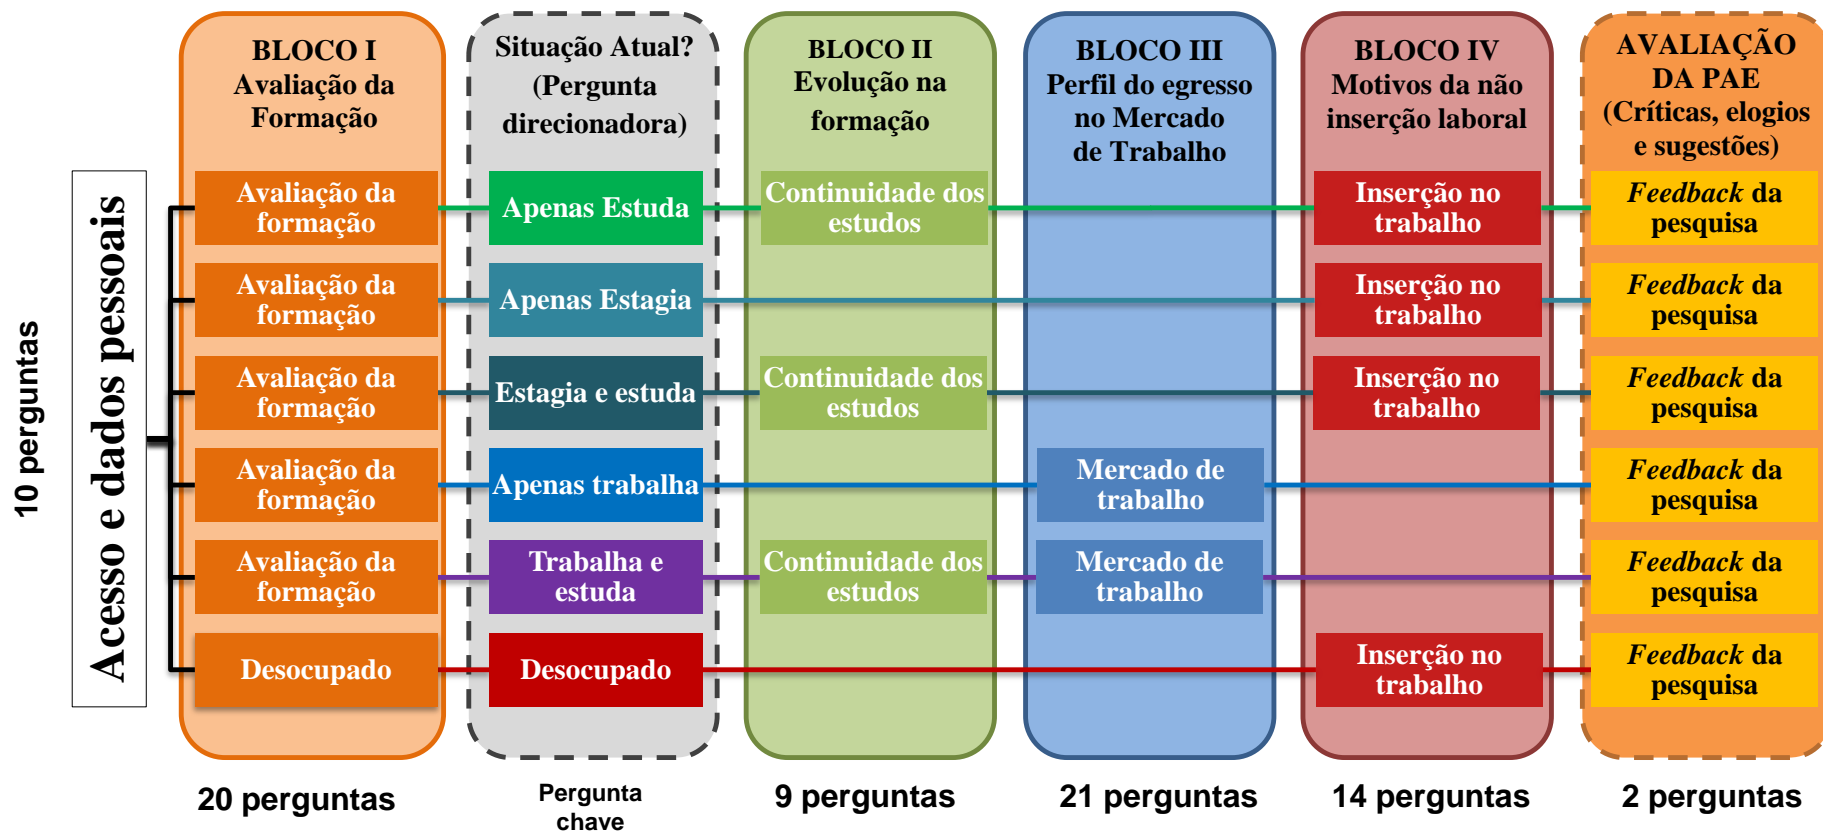 10 perguntas
Acesso e dados pessoais
BLOCO I
Avaliação da
Formação
Situação Atual?
(Pergunta
direcionadora)
BLOCO II
Evolução na
formação
BLOCO III
Perfil do egresso
no Mercado
de Trabalho
BLOCO IV
Motivos da não
inserção laboral
AVALIAÇÃO
DA PAE
(Críticas, elogios
e sugestões)
Avaliação da
formação
Apenas Estuda
Continuidade dos
estudos
Inserção no
trabalho
Feedback da
pesquisa
Avaliação da
formação
Apenas Estagia
Inserção no
trabalho
Feedback da
pesquisa
Avaliação da
formação
Estagia e estuda
Continuidade dos
estudos
Inserção no
trabalho
Feedback da
pesquisa
Avaliação da
formação
Apenas trabalha
Mercado de
trabalho
Feedback da
pesquisa
Avaliação da
formação
Trabalha e
estuda
Continuidade dos
estudos
Mercado de
trabalho
Feedback da
pesquisa
Desocupado
Desocupado
Inserção no
trabalho
Feedback da
pesquisa
20 perguntas
Pergunta
chave
9 perguntas
21 perguntas
14 perguntas
2 perguntas